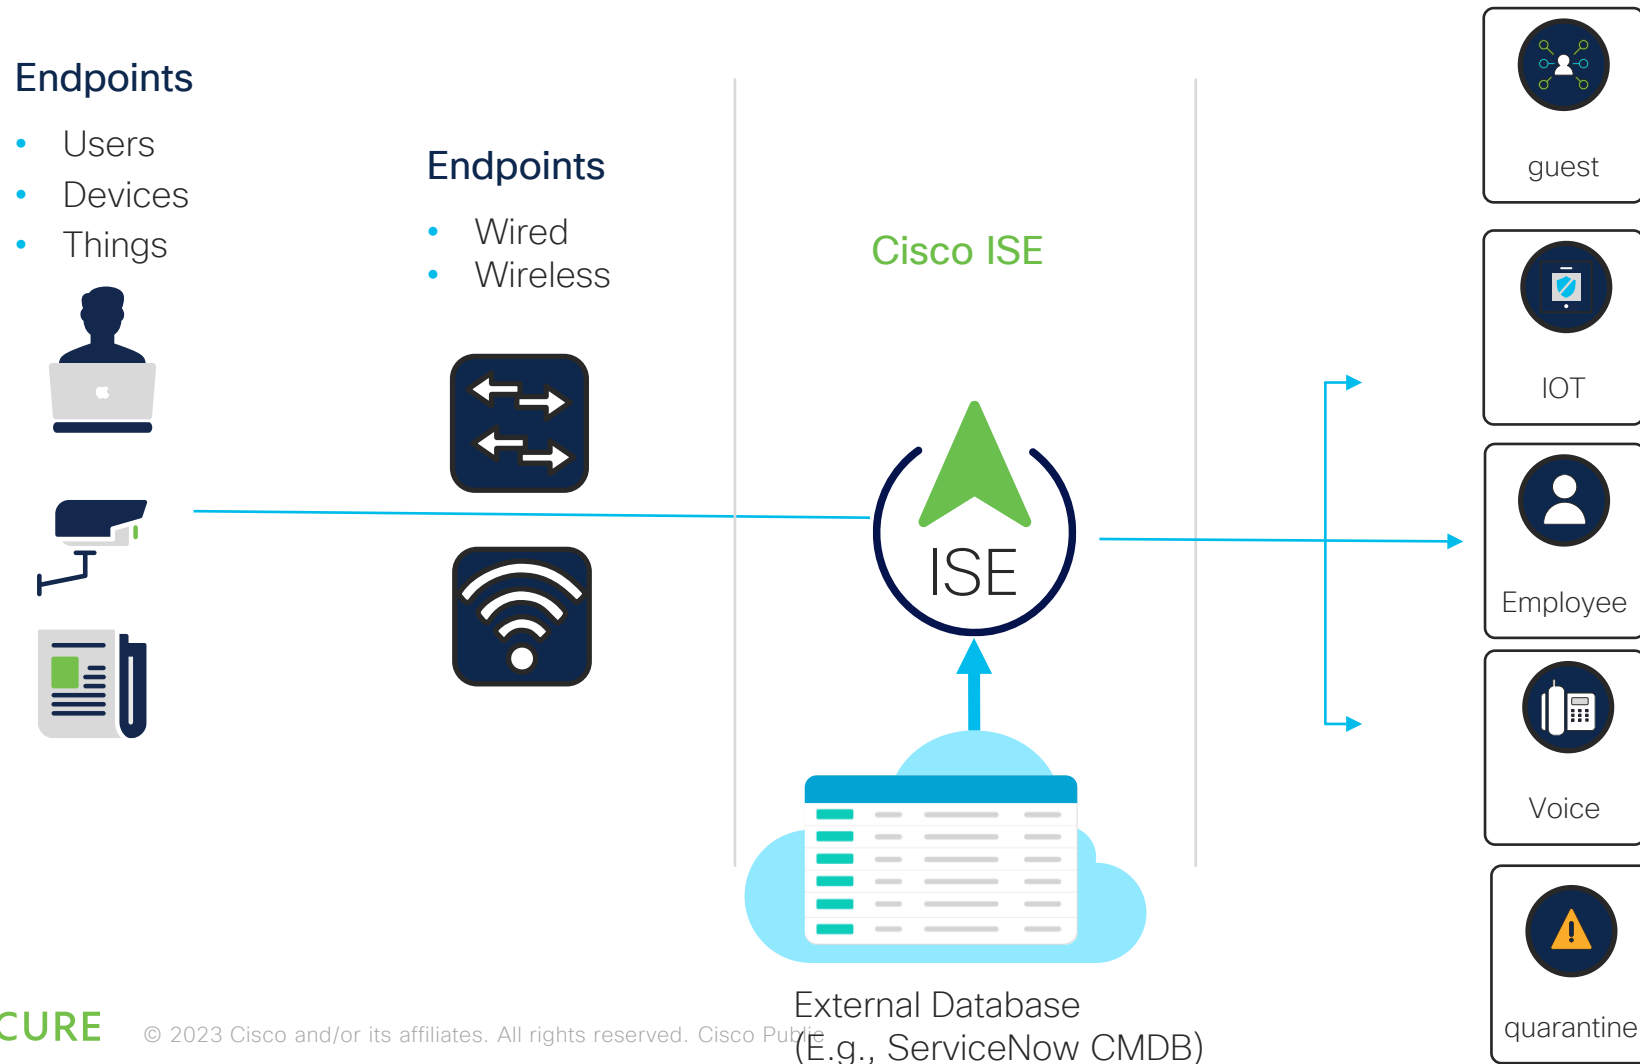 Endpoints
• Users
• Devices
• Things
Endpoints
• Wired
• Wireless
Cisco ISE
ISE
External Database
(E.g., ServiceNow CMDB)
guest
IOT
Employee
Voice
quarantine
CURE
© 2023 Cisco and/or its affiliates. All rights reserved. Cisco Public